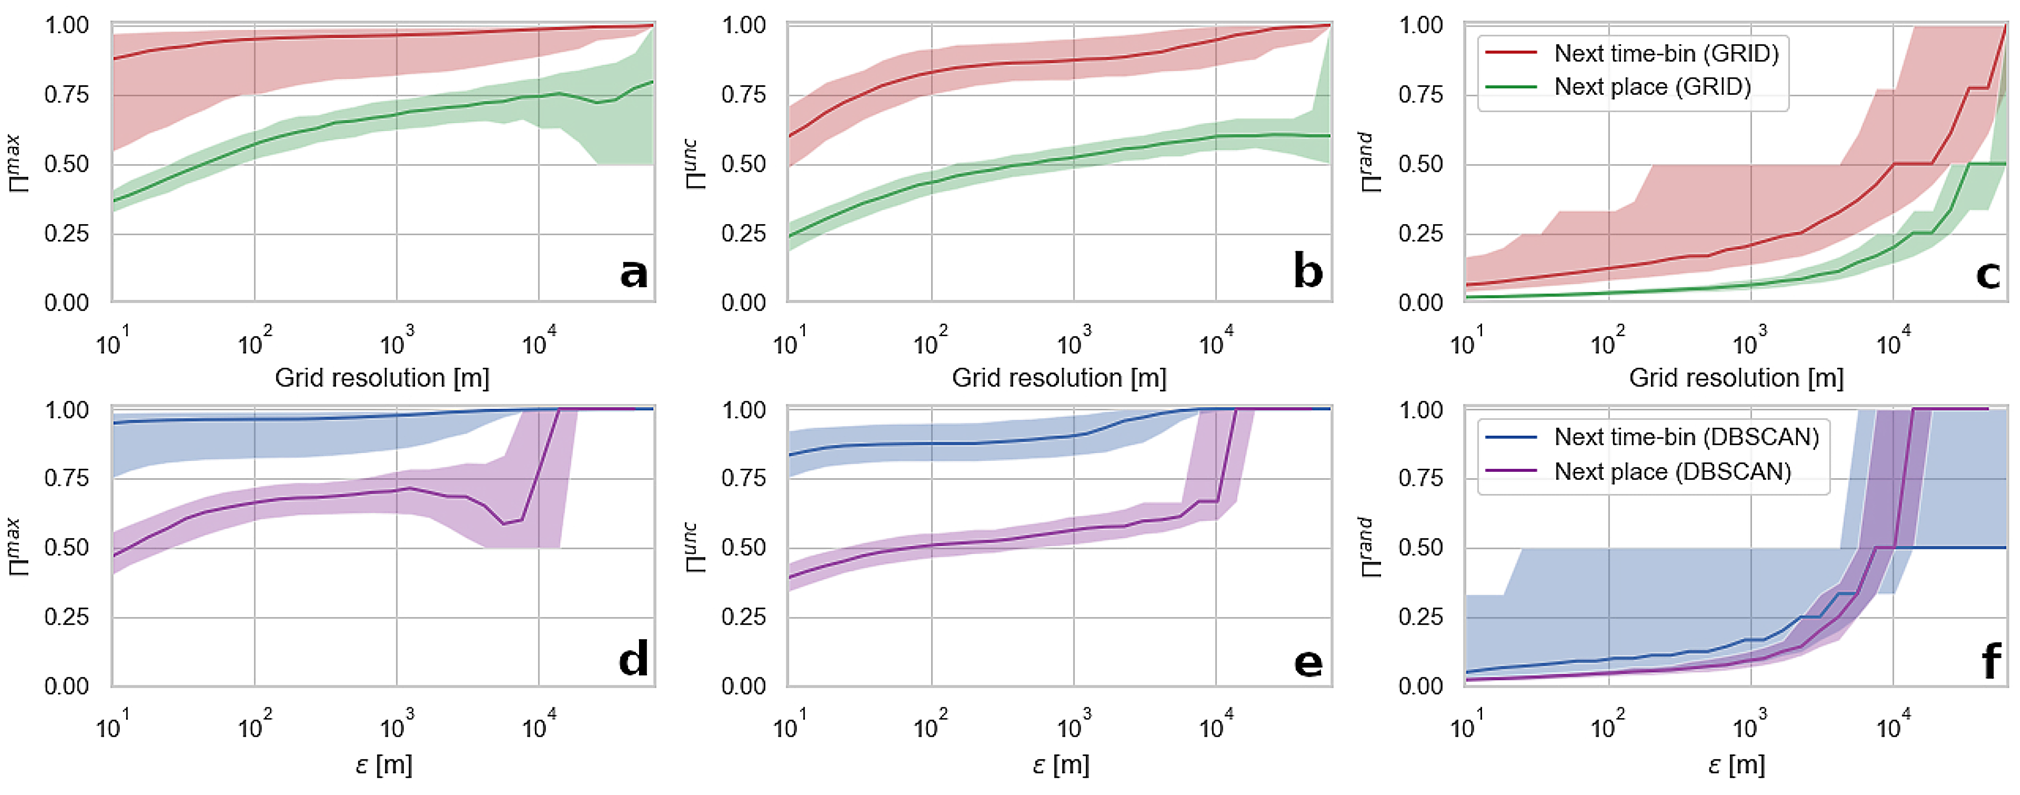 Π^max
1.00
0.75
0.50
0.25
0.00
a
10^1 10^2 10^3 10^4
Grid resolution [m]
Π^unc
1.00
0.75
0.50
0.25
0.00
b
10^1 10^2 10^3 10^4
Grid resolution [m]
Π^rand
1.00
0.75
0.50
0.25
0.00
Next time-bin (GRID)
Next place (GRID)
c
10^1 10^2 10^3 10^4
Grid resolution [m]
Π^max
1.00
0.75
0.50
0.25
0.00
d
10^1 10^2 10^3 10^4
ε [m]
Π^unc
1.00
0.75
0.50
0.25
0.00
e
10^1 10^2 10^3 10^4
ε [m]
Π^rand
1.00
0.75
0.50
0.25
0.00
Next time-bin (DBSCAN)
Next place (DBSCAN)
f
10^1 10^2 10^3 10^4
ε [m]